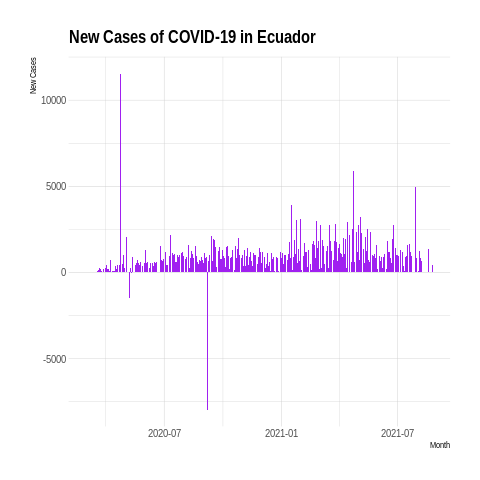 New Cases of COVID-19 in Ecuador
New Cases
10000
5000
0
-5000
2020-07
2021-01
2021-07
Month